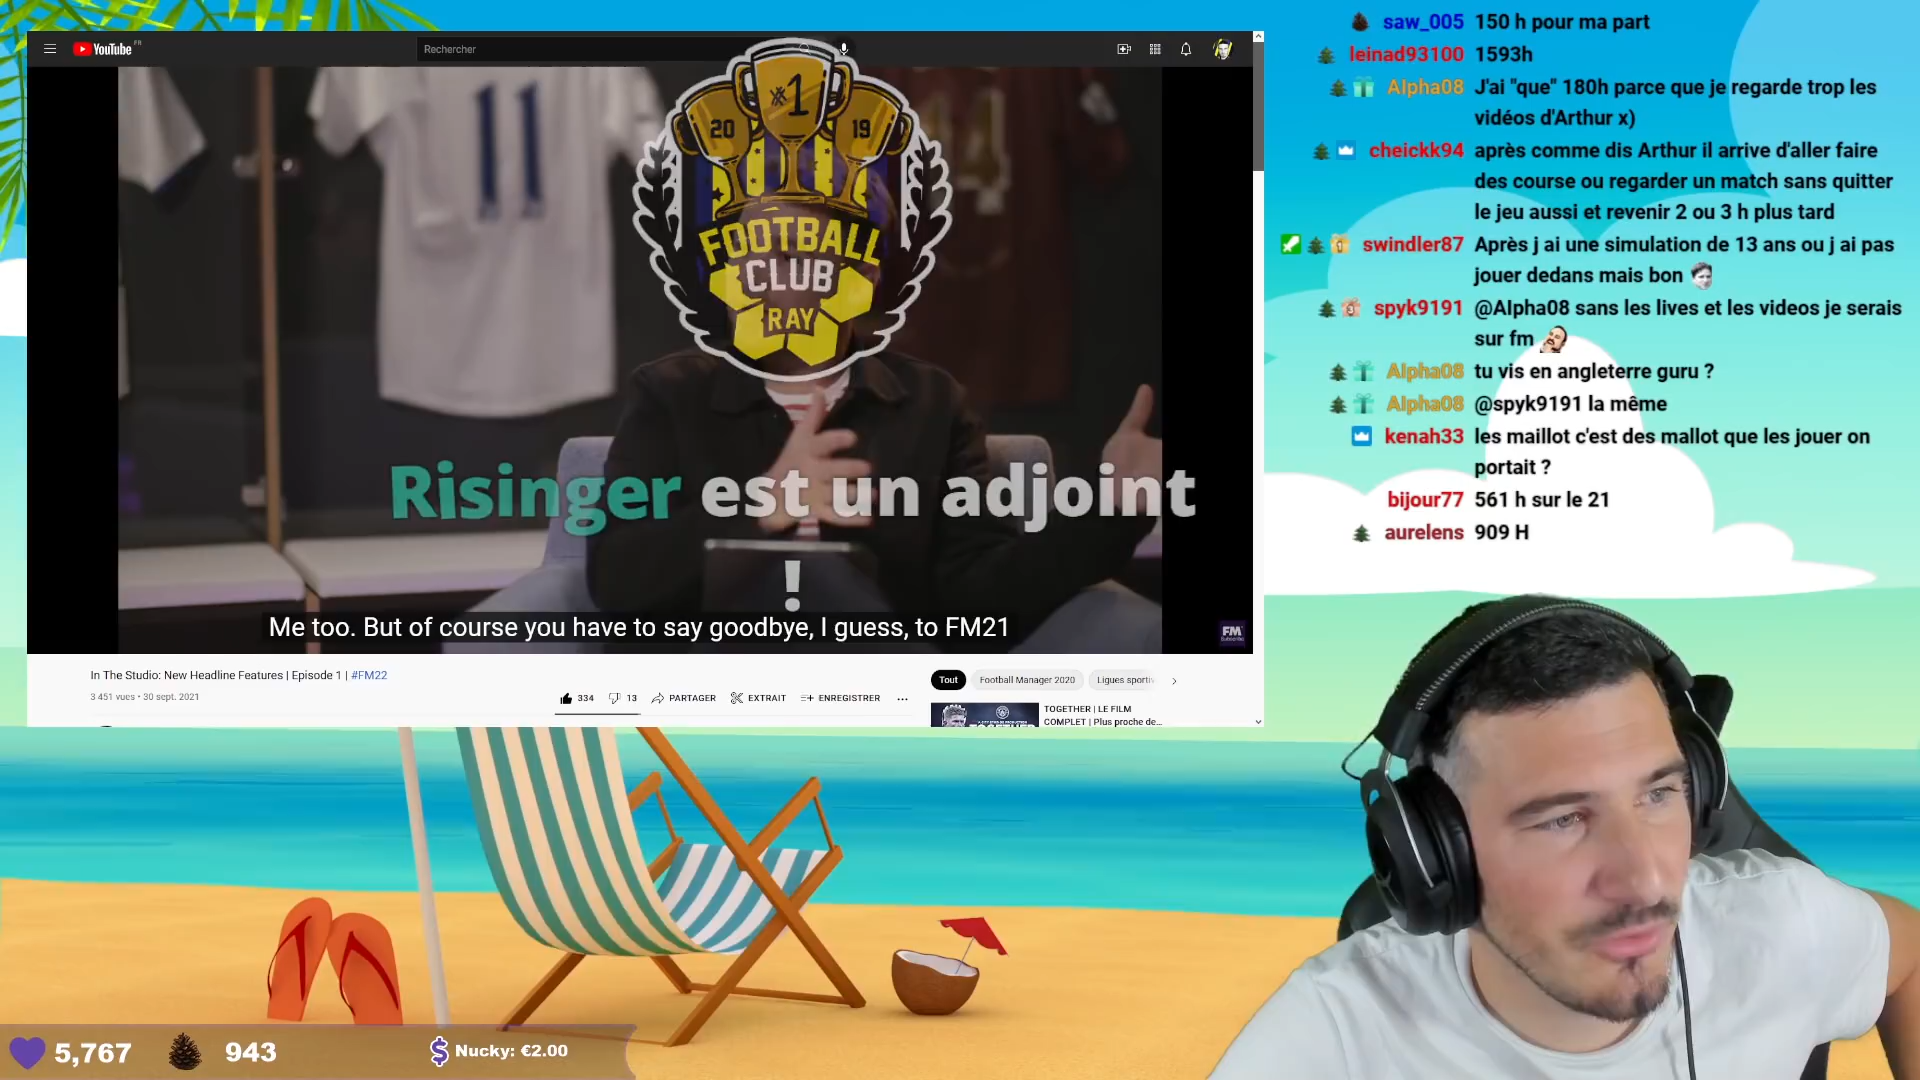 YouTube FR
Rechercher
11
1
20
19
FOOTBALL
CLUB
RAY
Risinger est un adjoint
!
Me too. But of course you have to say goodbye, I guess, to FM21
FM
In The Studio: New Headline Features | Episode 1 | #FM22
3 451 vues • 30 sept. 2021
334
13
PARTAGER
EXTRAIT
ENREGISTRER
Tout
Football Manager 2020
Ligues sportiv
TOGETHER | LE FILM
COMPLET | Plus proche de...
saw_005 150 h pour ma part
leinad93100 1593h
Alpha08 J'ai "que" 180h parce que je regarde trop les
vidéos d'Arthur x)
cheickk94 après comme dis Arthur il arrive d'aller faire
des course ou regarder un match sans quitter
le jeu aussi et revenir 2 ou 3 h plus tard
swindler87 Après j ai une simulation de 13 ans ou j ai pas
jouer dedans mais bon
spyk9191 @Alpha08 sans les lives et les videos je serais
sur fm
Alpha08 tu vis en angleterre guru ?
Alpha08 @spyk9191 la même
kenah33 les maillot c'est des mallot que les jouer on
portait ?
bijour77 561 h sur le 21
aurelens 909 H
5,767
943
$ Nucky: €2.00